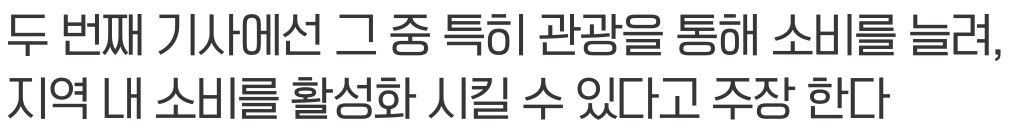 두 번째 기사에선 그 중 특히 관광을 통해 소비를 늘려,
지역 내 소비를 활성화 시킬 수 있다고 주장 한다